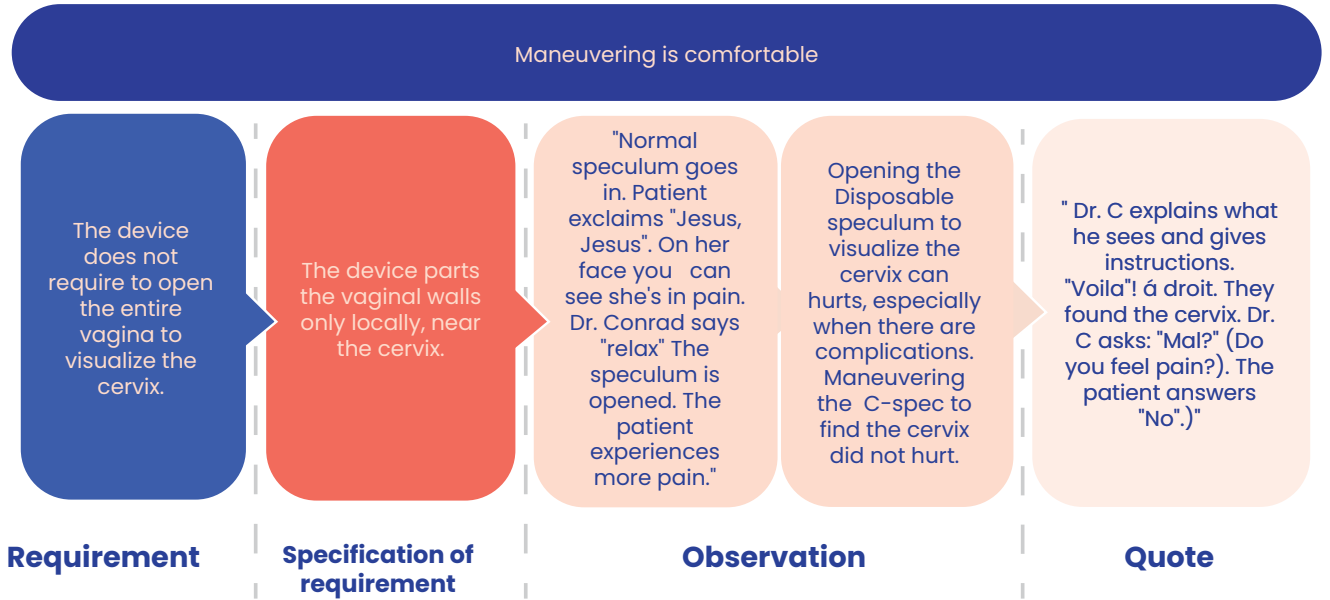 Maneuvering is comfortable
The device
does not
require to open
the entire
vagina to
visualize the
cervix.
The device parts
the vaginal walls
only locally, near
the cervix.
"Normal
speculum goes
in. Patient
exclaims "Jesus,
Jesus". On her
face you can
see she's in pain.
Dr. Conrad says
"relax" The
speculum is
opened. The
patient
experiences
more pain."
Opening the
Disposable
speculum to
visualize the
cervix can
hurts, especially
when there are
complications.
Maneuvering
the C-spec to
find the cervix
did not hurt.
" Dr. C explains what
he sees and gives
instructions.
"Voila"! á droit. They
found the cervix. Dr.
C asks: "Mal?" (Do
you feel pain?). The
patient answers
"No".)"
Requirement
Specification of
requirement
Observation
Quote